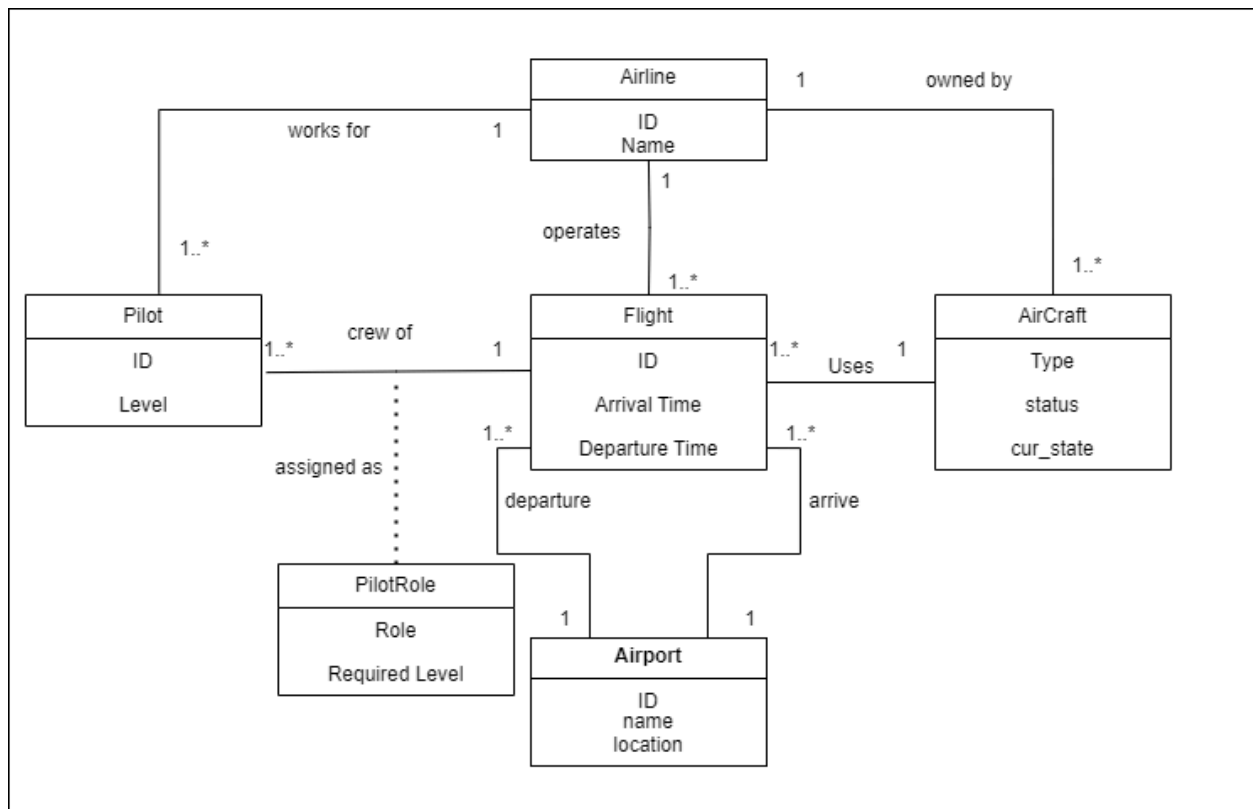 Airline
ID
Name
1
owned by
works for
1
1
operates
1..*
1..*
1..*
Pilot
ID
Level
crew of
1..*
1
Flight
ID
Arrival Time
Departure Time
1..*
Uses
1
AirCraft
Type
status
cur_state
1..*
1..*
assigned as
departure
arrive
PilotRole
Role
Required Level
1
1
Airport
ID
name
location